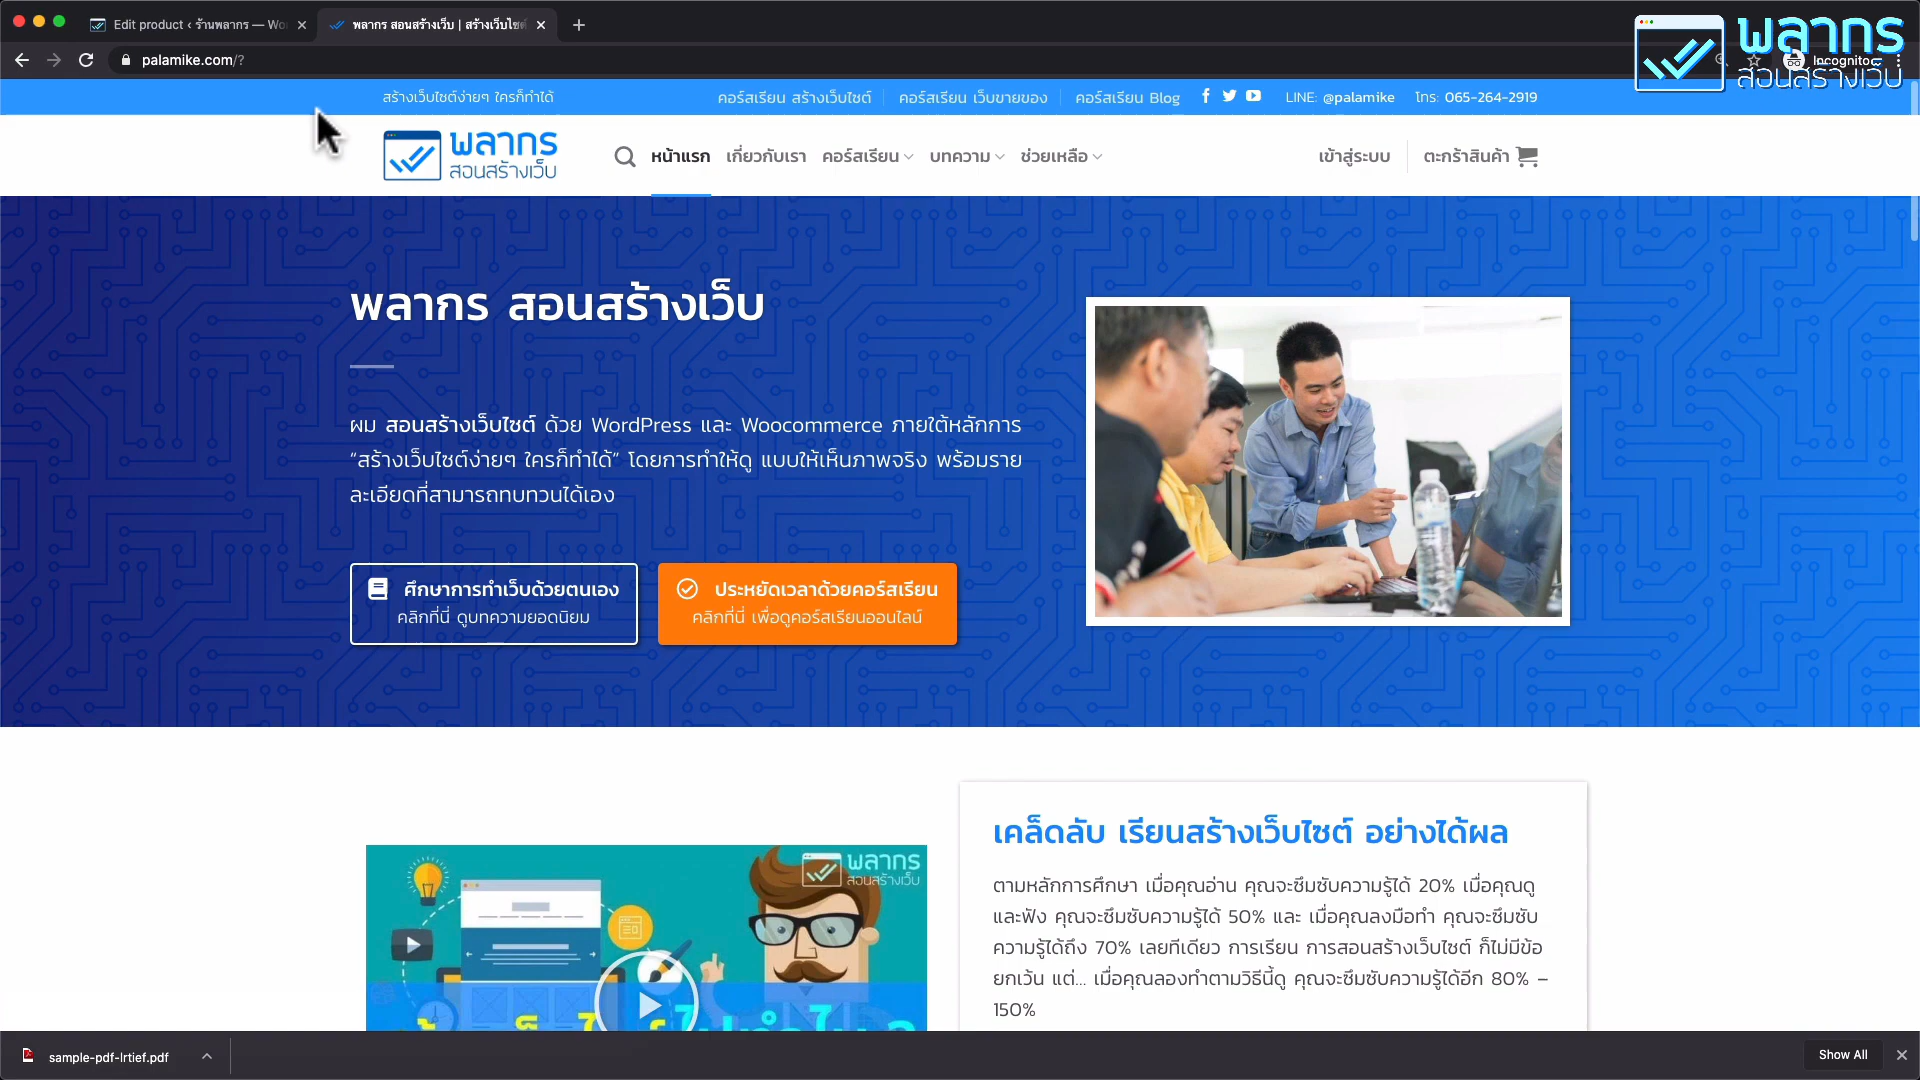 Edit product ‹ ร้านพลากร — Wo
พลากร สอนสร้างเว็บ | สร้างเว็บไซต์
palamike.com/?
Incognito
พลากร
สอนสร้างเว็บ
สร้างเว็บไซต์ง่ายๆ ใครก็ทำได้
คอร์สเรียน สร้างเว็บไซต์
คอร์สเรียน เว็บขายของ
คอร์สเรียน Blog
LINE: @palamike
โทร: 065-264-2919
พลากร
สอนสร้างเว็บ
หน้าแรก
เกี่ยวกับเรา
คอร์สเรียน
บทความ
ช่วยเหลือ
เข้าสู่ระบบ
ตะกร้าสินค้า
พลากร สอนสร้างเว็บ
ผม สอนสร้างเว็บไซต์ ด้วย WordPress และ Woocommerce ภายใต้หลักการ
“สร้างเว็บไซต์ง่ายๆ ใครก็ทำได้” โดยการทำให้ดู แบบให้เห็นภาพจริง พร้อมราย
ละเอียดที่สามารถทบทวนได้เอง
ศึกษาการทำเว็บด้วยตนเอง
คลิกที่นี่ ดูบทความยอดนิยม
ประหยัดเวลาด้วยคอร์สเรียน
คลิกที่นี่ เพื่อดูคอร์สเรียนออนไลน์
พลากร
สอนสร้างเว็บ
เคล็ดลับ เรียนสร้างเว็บไซต์ อย่างได้ผล
ตามหลักการศึกษา เมื่อคุณอ่าน คุณจะซึมซับความรู้ได้ 20% เมื่อคุณดู
และฟัง คุณจะซึมซับความรู้ได้ 50% และ เมื่อคุณลงมือทำ คุณจะซึมซับ
ความรู้ได้ถึง 70% เลยทีเดียว การเรียน การสอนสร้างเว็บไซต์ ก็ไม่มีข้อ
ยกเว้น แต่... เมื่อคุณลองทำตามวิธีนี้ดู คุณจะซึมซับความรู้ได้อีก 80% –
150%
sample-pdf-lrtief.pdf
Show All